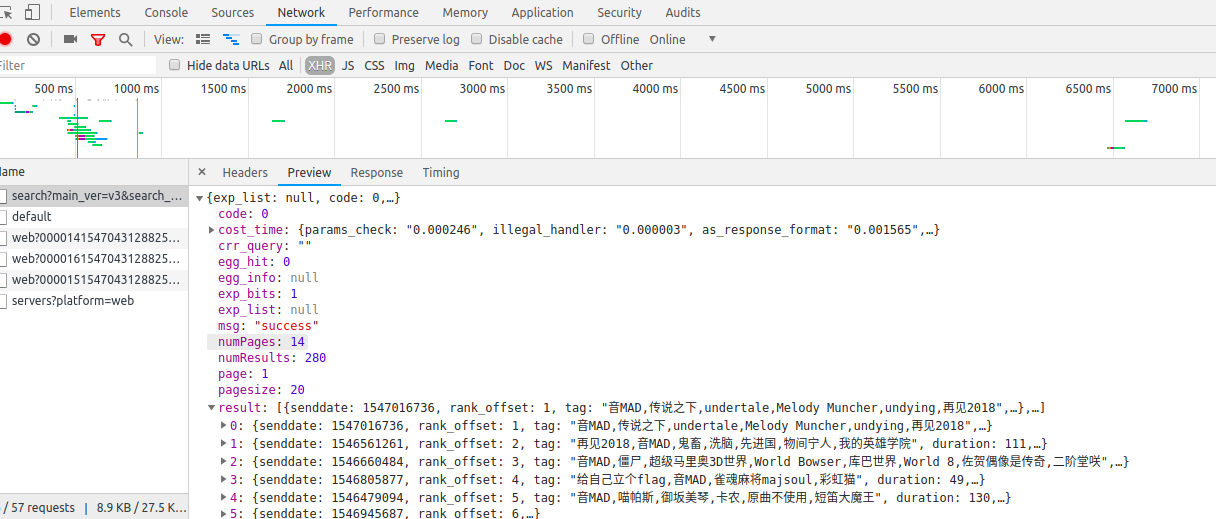 Elements Console Sources Network Performance Memory Application Security Audits
View: Group by frame Preserve log Disable cache Offline Online
Filter Hide data URLs All XHR JS CSS Img Media Font Doc WS Manifest Other
500 ms 1000 ms 1500 ms 2000 ms 2500 ms 3000 ms 3500 ms 4000 ms 4500 ms 5000 ms 5500 ms 6000 ms 6500 ms 7000 ms
Name × Headers Preview Response Timing
search?main_ver=v3&search_...
default
web?0000141547043128825...
web?0000161547043128825...
web?0000151547043128825...
servers?platform=web
{exp_list: null, code: 0,…}
code: 0
cost_time: {params_check: "0.000246", illegal_handler: "0.000003", as_response_format: "0.001565",…}
crr_query: ""
egg_hit: 0
egg_info: null
exp_bits: 1
exp_list: null
msg: "success"
numPages: 14
numResults: 280
page: 1
pagesize: 20
result: [{senddate: 1547016736, rank_offset: 1, tag: "音MAD,传说之下,undertale,Melody Muncher,undying,再见2018",…},…]
0: {senddate: 1547016736, rank_offset: 1, tag: "音MAD,传说之下,undertale,Melody Muncher,undying,再见2018",…}
1: {senddate: 1546561261, rank_offset: 2, tag: "再见2018,音MAD,鬼畜,洗脑,先进国,物间宁人,我的英雄学院", duration: 111,…}
2: {senddate: 1546660484, rank_offset: 3, tag: "音MAD,僵尸,超级马里奥3D世界,World Bowser,库巴世界,World 8,佐贺偶像是传奇,二阶堂咲",…}
3: {senddate: 1546805877, rank_offset: 4, tag: "给自己立个flag,音MAD,雀魂麻将majsoul,彩虹猫", duration: 49,…}
4: {senddate: 1546479094, rank_offset: 5, tag: "音MAD,喵帕斯,御坂美琴,卡农,原曲不使用,短笛大魔王", duration: 130,…}
5: {senddate: 1546945687, rank_offset: 6,…}
/ 57 requests | 8.9 KB / 27.5 K...